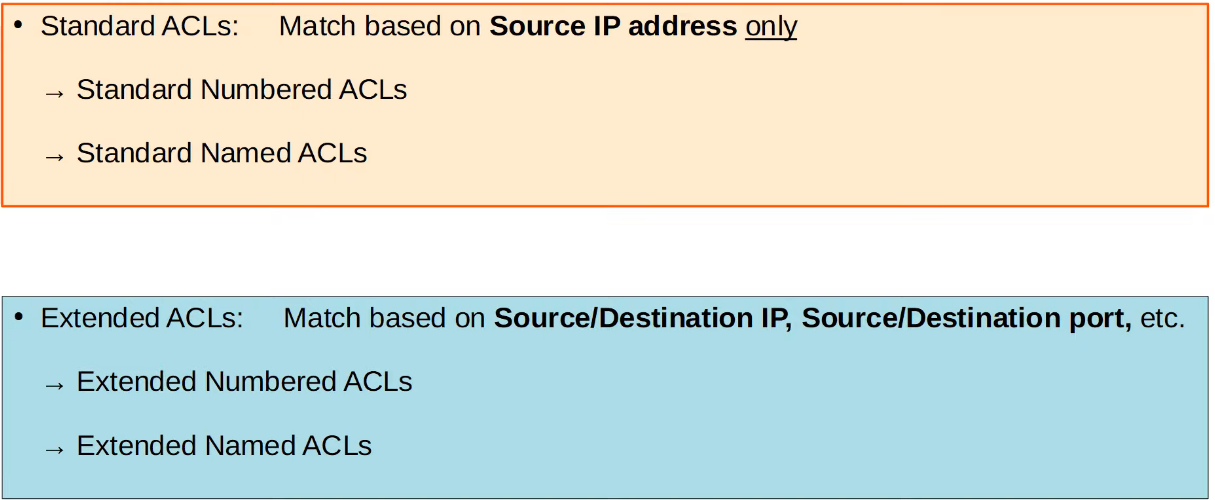 • Standard ACLs: Match based on Source IP address only
→ Standard Numbered ACLs
→ Standard Named ACLs
• Extended ACLs: Match based on Source/Destination IP, Source/Destination port, etc.
→ Extended Numbered ACLs
→ Extended Named ACLs